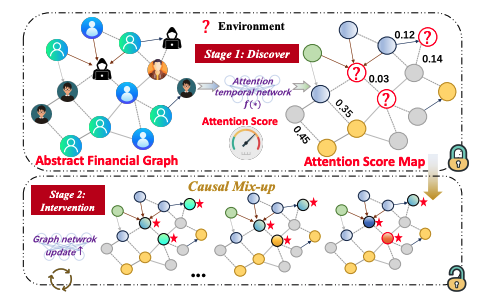 ? Environment
Stage 1: Discover
Attention
temporal network
f(*)
Attention Score
Abstract Financial Graph
? 0.12
0.14
? 0.03
?
0.35
0.45
Attention Score Map
Stage 2:
Intervention
Causal Mix-up
Graph netwrok
update↑
...